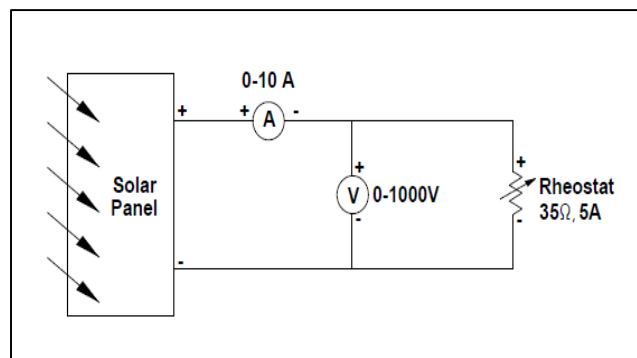 0-10 A
+ + -
A
Solar
Panel
+
V 0-1000V
-
+
Rheostat
35Ω, 5A
-
-